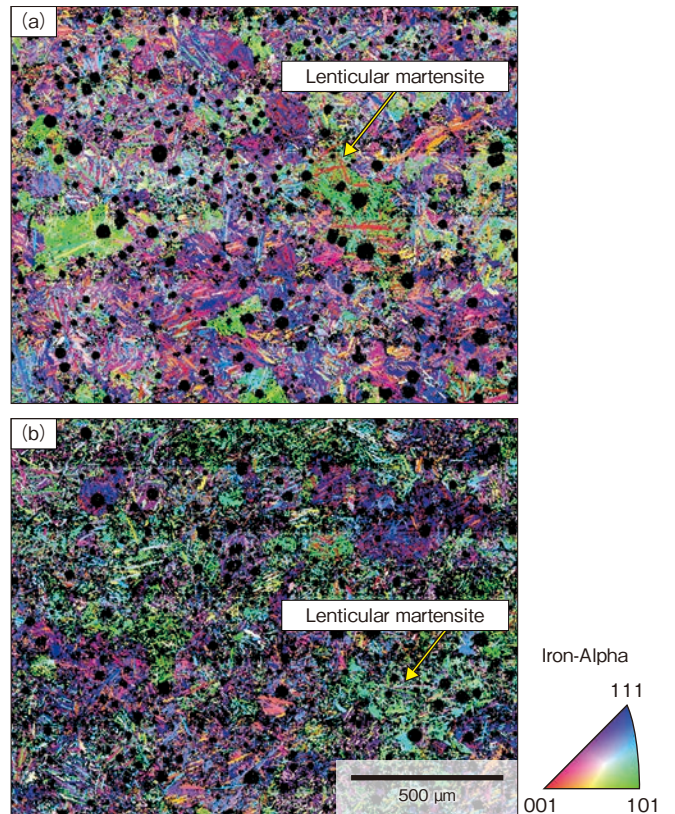 (a)
Lenticular martensite
(b)
Lenticular martensite
Iron-Alpha
111
001
101
500 μm